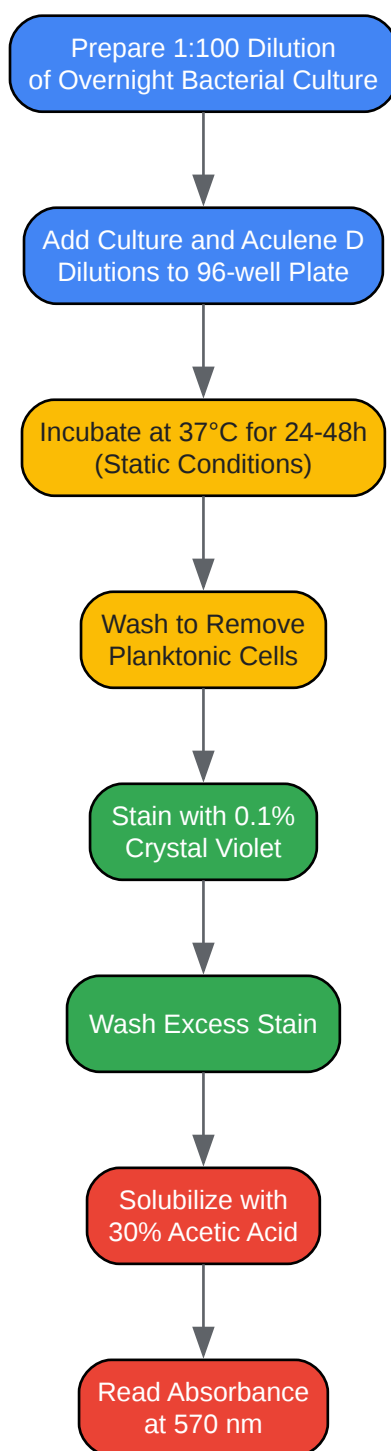 Prepare 1:100 Dilution
of Overnight Bacterial Culture
Add Culture and Aculene D
Dilutions to 96-well Plate
Incubate at 37°C for 24-48h
(Static Conditions)
Wash to Remove
Planktonic Cells
Stain with 0.1%
Crystal Violet
Wash Excess Stain
Solubilize with
30% Acetic Acid
Read Absorbance
at 570 nm